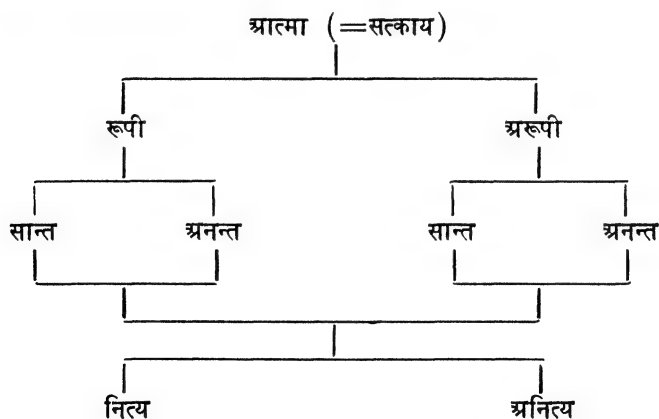 आत्मा (=सत्काय)
रूपी अरूपी
सान्त अनन्त सान्त अनन्त
नित्य अनित्य